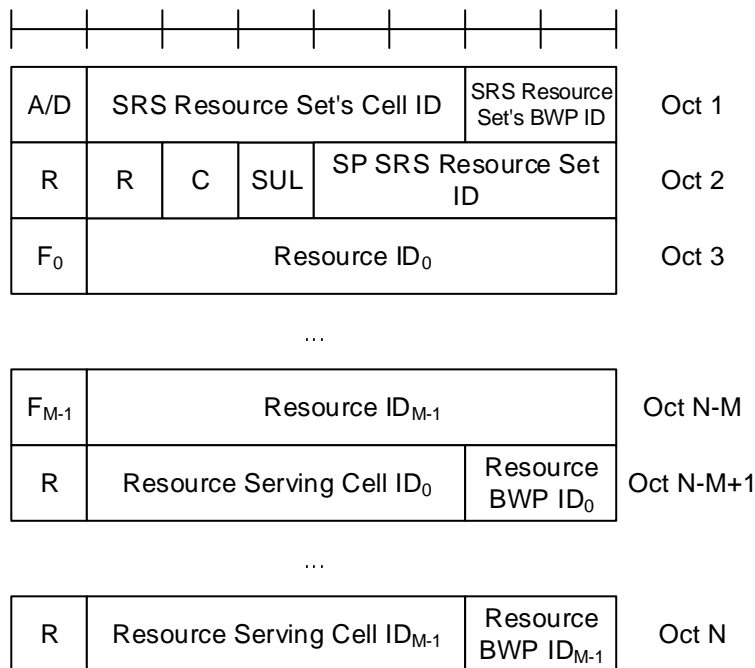 A/D SRS Resource Set's Cell ID SRS Resource Set's BWP ID Oct 1
R R C SUL SP SRS Resource Set ID Oct 2
F0 Resource ID0 Oct 3
...
FM-1 Resource IDM-1 Oct N-M
R Resource Serving Cell ID0 Resource BWP ID0 Oct N-M+1
...
R Resource Serving Cell IDM-1 Resource BWP IDM-1 Oct N